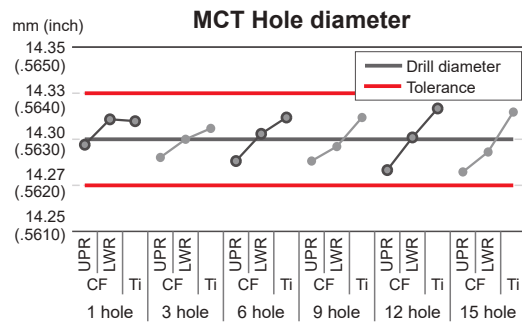 MCT Hole diameter
mm (inch)
14.35
(.5650)
14.33
(.5640)
14.30
(.5630)
14.27
(.5620)
14.25
(.5610)
Drill diameter
Tolerance
UPR LWR UPR LWR UPR LWR UPR LWR UPR LWR UPR LWR
CF Ti CF Ti CF Ti CF Ti CF Ti CF Ti
1 hole 3 hole 6 hole 9 hole 12 hole 15 hole